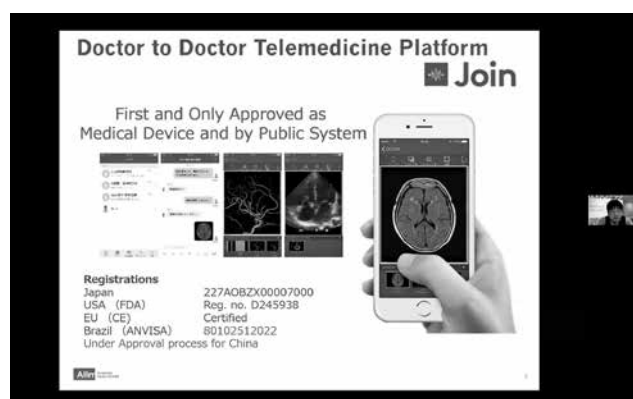 Doctor to Doctor Telemedicine Platform
Join
First and Only Approved as
Medical Device and by Public System
Registrations
Japan 227AOBZX00007000
USA (FDA) Reg. no. D245938
EU (CE) Certified
Brazil (ANVISA) 80102512022
Under Approval process for China
Allm